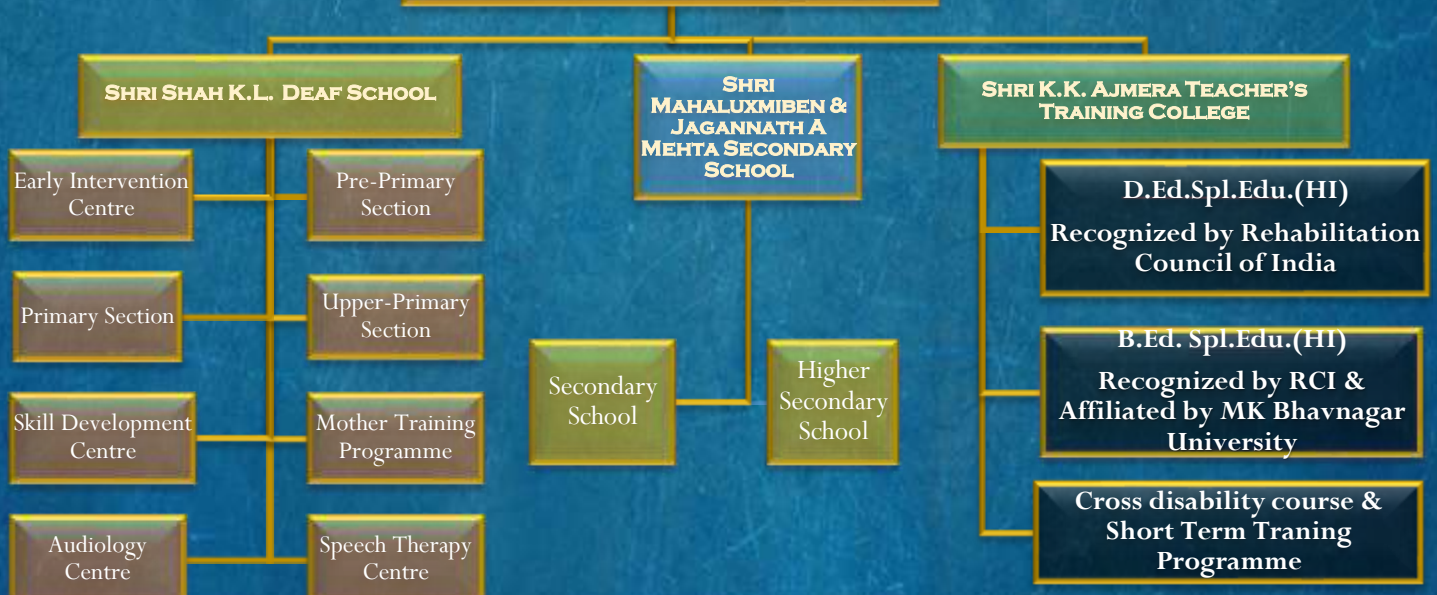 SHRI SHAH K.L. DEAF SCHOOL
Early Intervention
Centre
Pre-Primary
Section
Primary Section
Upper-Primary
Section
Skill Development
Centre
Mother Training
Programme
Audiology
Centre
Speech Therapy
Centre
SHRI
MAHALUXMIBEN &
JAGANNATH A
MEHTA SECONDARY
SCHOOL
Secondary
School
Higher
Secondary
School
SHRI K.K. AJMERA TEACHER’S
TRAINING COLLEGE
D.Ed.Spl.Edu.(HI)
Recognized by Rehabilitation
Council of India
B.Ed. Spl.Edu.(HI)
Recognized by RCI &
Affiliated by MK Bhavnagar
University
Cross disability course &
Short Term Traning
Programme